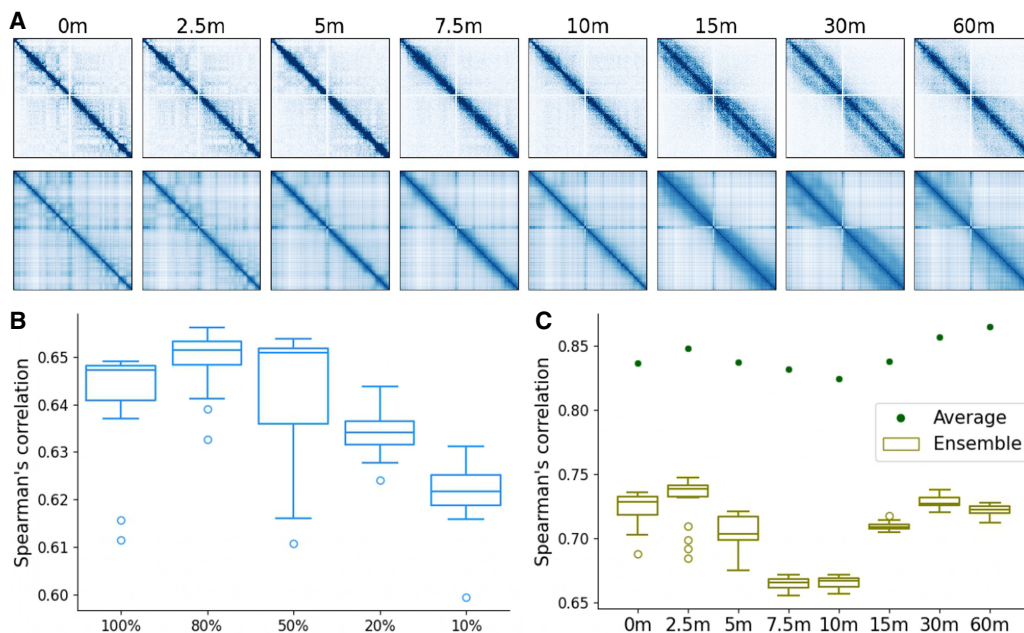 A
0m 2.5m 5m 7.5m 10m 15m 30m 60m
B
Spearman's correlation
0.65
0.64
0.63
0.62
0.61
0.60
100% 80% 50% 20% 10%
C
Spearman's correlation
0.85
0.80
0.75
0.70
0.65
Average
Ensemble
0m 2.5m 5m 7.5m 10m 15m 30m 60m